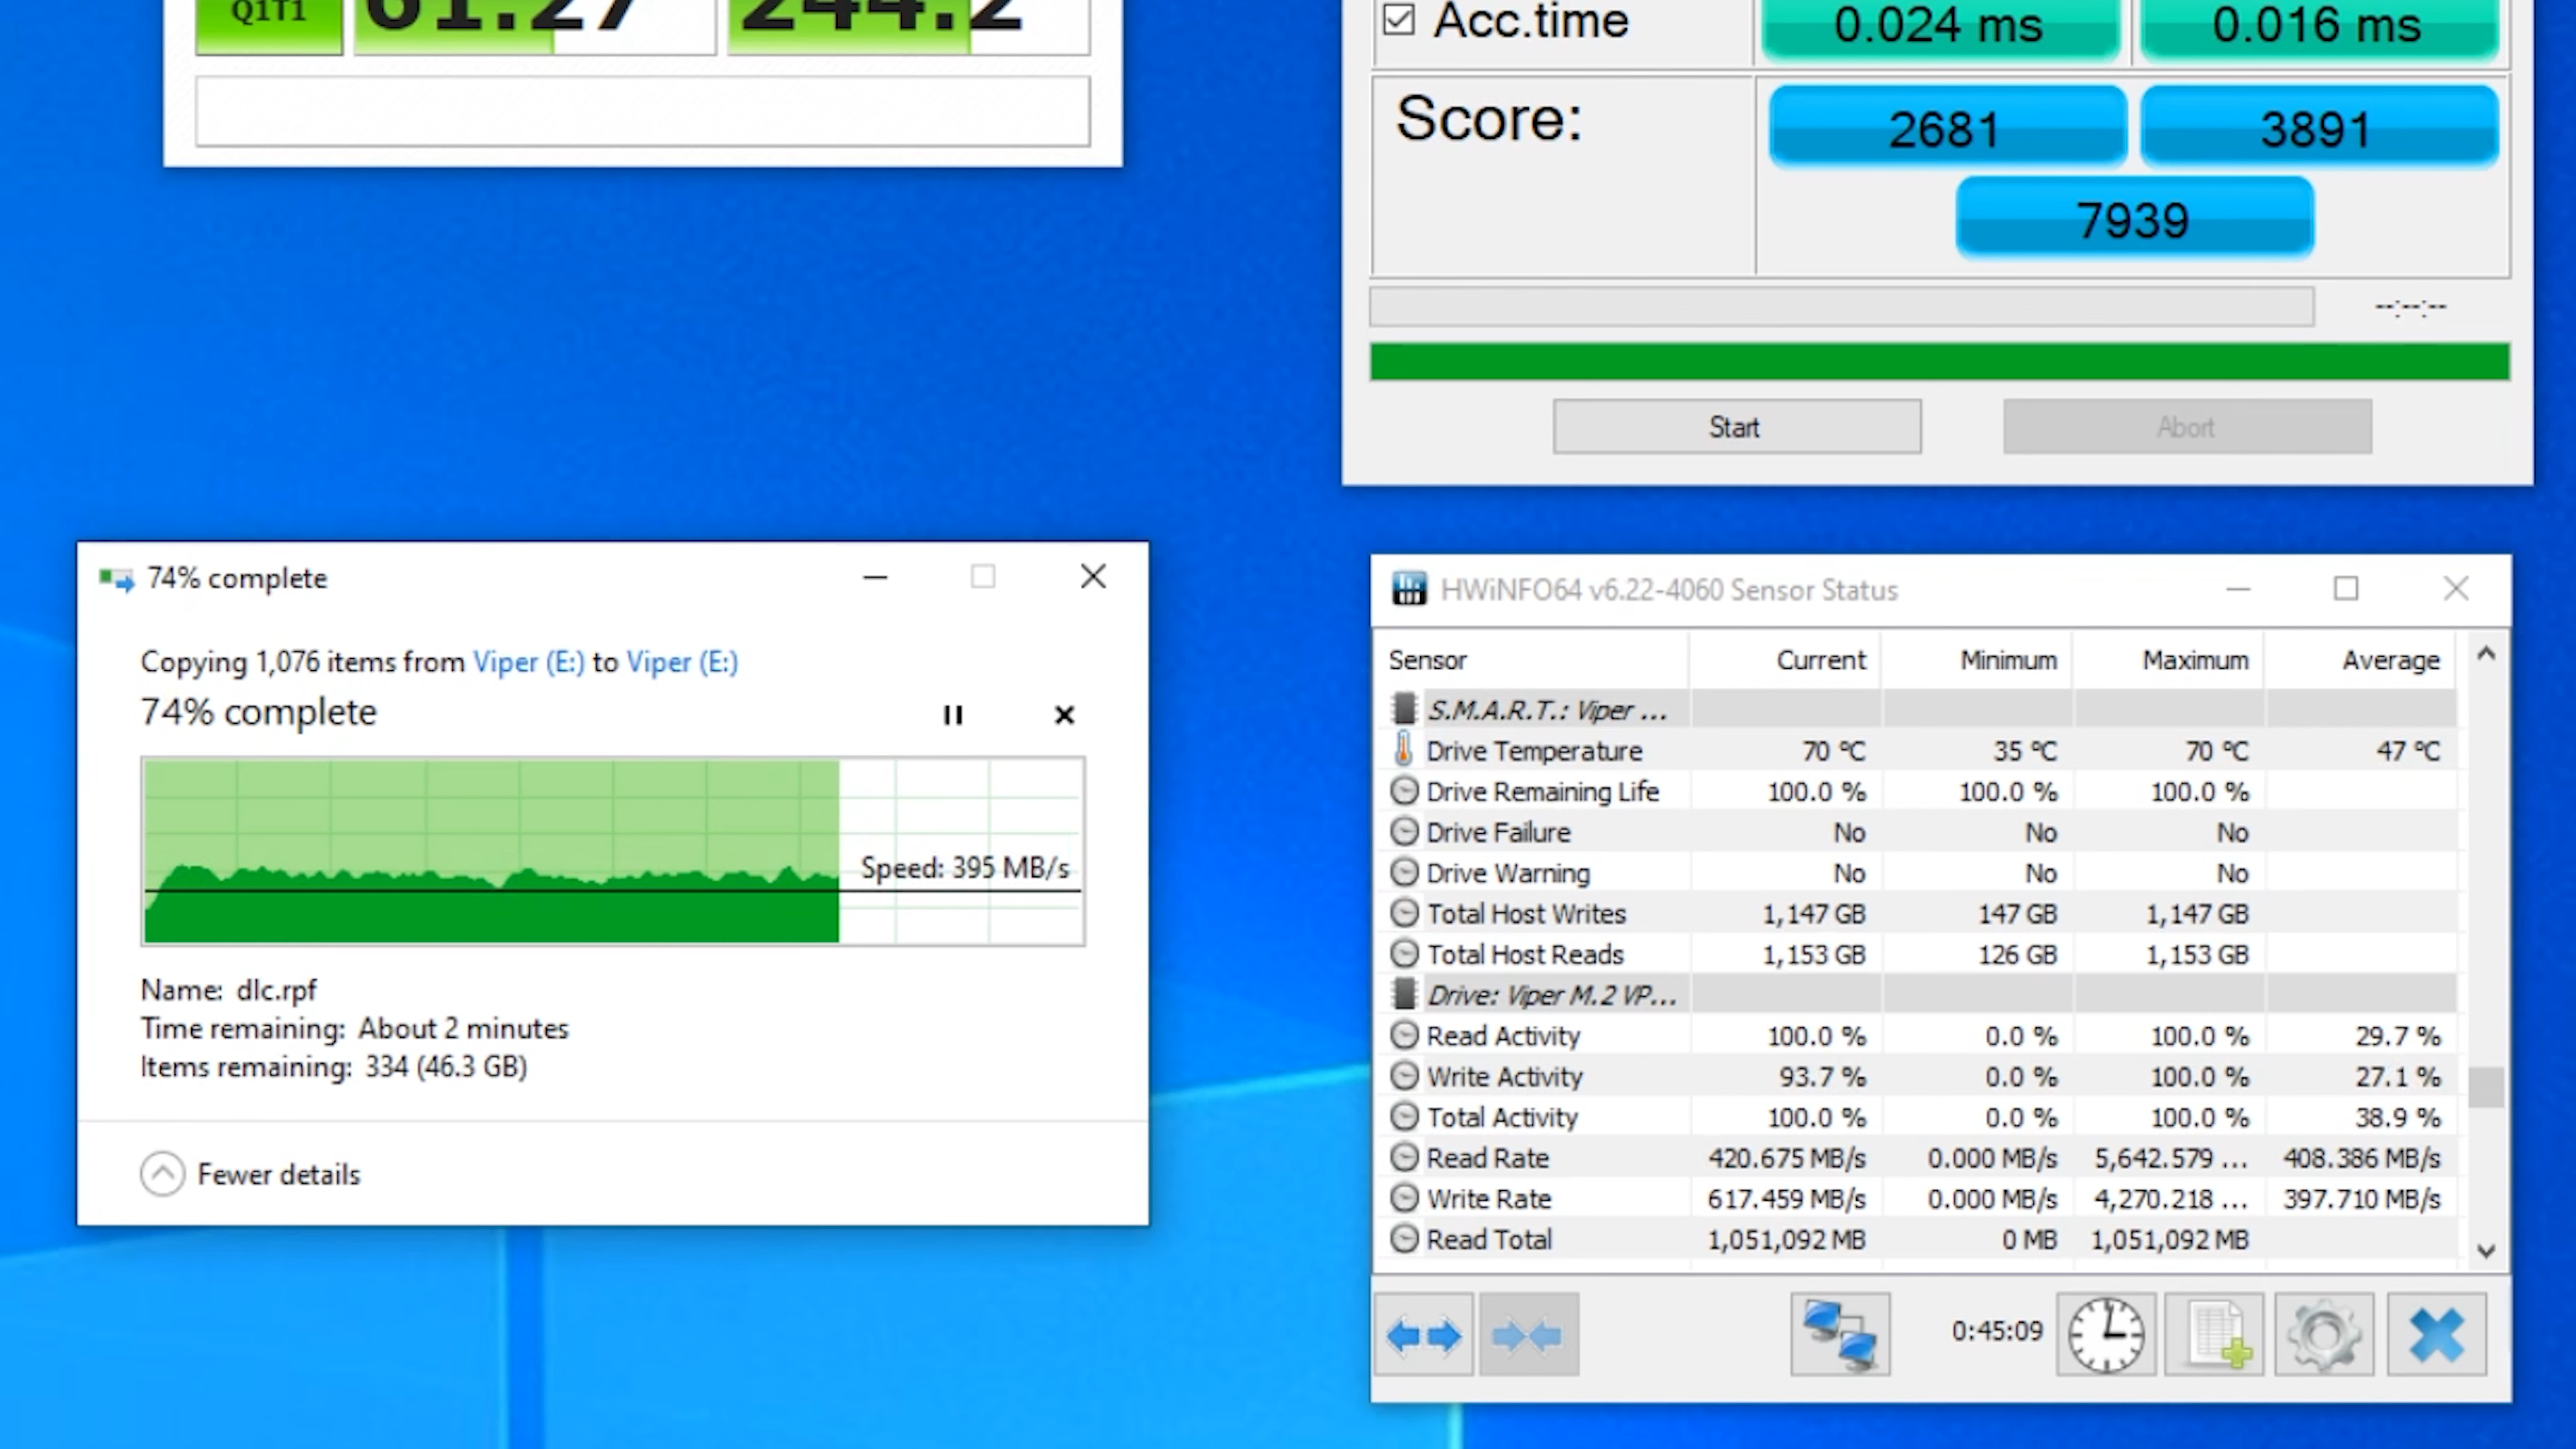 Q1T1 61.27 244.2
Acc.time 0.024 ms 0.016 ms
Score: 2681 3891
7939
--:--:--
Start Abort
74% complete
Copying 1,076 items from Viper (E:) to Viper (E:)
74% complete
Speed: 395 MB/s
Name: dlc.rpf
Time remaining: About 2 minutes
Items remaining: 334 (46.3 GB)
Fewer details
HWiNFO64 v6.22-4060 Sensor Status
Sensor Current Minimum Maximum Average
S.M.A.R.T.: Viper ...
Drive Temperature 70 °C 35 °C 70 °C 47 °C
Drive Remaining Life 100.0 % 100.0 % 100.0 %
Drive Failure No No No
Drive Warning No No No
Total Host Writes 1,147 GB 147 GB 1,147 GB
Total Host Reads 1,153 GB 126 GB 1,153 GB
Drive: Viper M.2 VP...
Read Activity 100.0 % 0.0 % 100.0 % 29.7 %
Write Activity 93.7 % 0.0 % 100.0 % 27.1 %
Total Activity 100.0 % 0.0 % 100.0 % 38.9 %
Read Rate 420.675 MB/s 0.000 MB/s 5,642.579 ... 408.386 MB/s
Write Rate 617.459 MB/s 0.000 MB/s 4,270.218 ... 397.710 MB/s
Read Total 1,051,092 MB 0 MB 1,051,092 MB
0:45:09